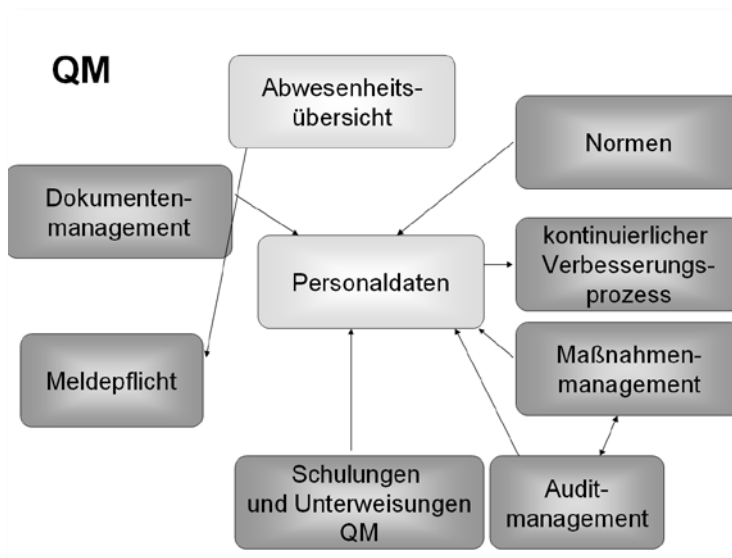 QM
Abwesenheits-
übersicht
Normen
Dokumenten-
management
kontinuierlicher
Verbesserungs-
prozess
Personaldaten
Maßnahmen-
management
Meldepflicht
Schulungen
und Unterweisungen
QM
Audit-
management